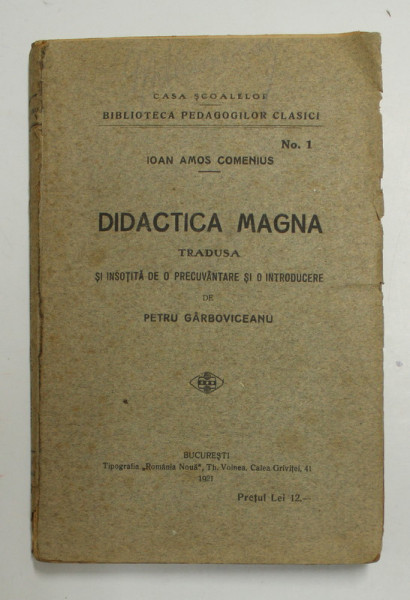 CASA ŞCOALELOR
BIBLIOTECA PEDAGOGILOR CLASICI
No. 1
IOAN AMOS COMENIUS
DIDACTICA MAGNA
TRADUSA
ŞI INSOŢITĂ DE O PRECUVÂNTARE ŞI O INTRODUCERE
DE
PETRU GÂRBOVICEANU
BUCUREŞTI
Tipografia „România Nouă”, Th. Voinea, Calea Griviţei, 41
1921
Preţul Lei 12.—